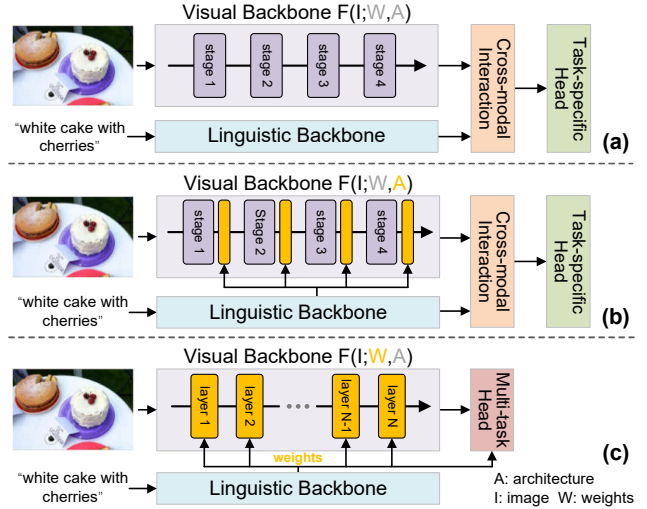 Visual Backbone F(I;W,A)
stage 1
stage 2
stage 3
stage 4
Cross-modal
Interaction
Task-specific
Head
"white cake with
cherries"
Linguistic Backbone
(a)
Visual Backbone F(I;W,A)
stage 1
Stage 2
stage 3
stage 4
Cross-modal
Interaction
Task-specific
Head
"white cake with
cherries"
Linguistic Backbone
(b)
Visual Backbone F(I;W,A)
layer 1
layer 2
layer N-1
layer N
Multi-task
Head
weights
(c)
"white cake with
cherries"
Linguistic Backbone
A: architecture
I: image W: weights